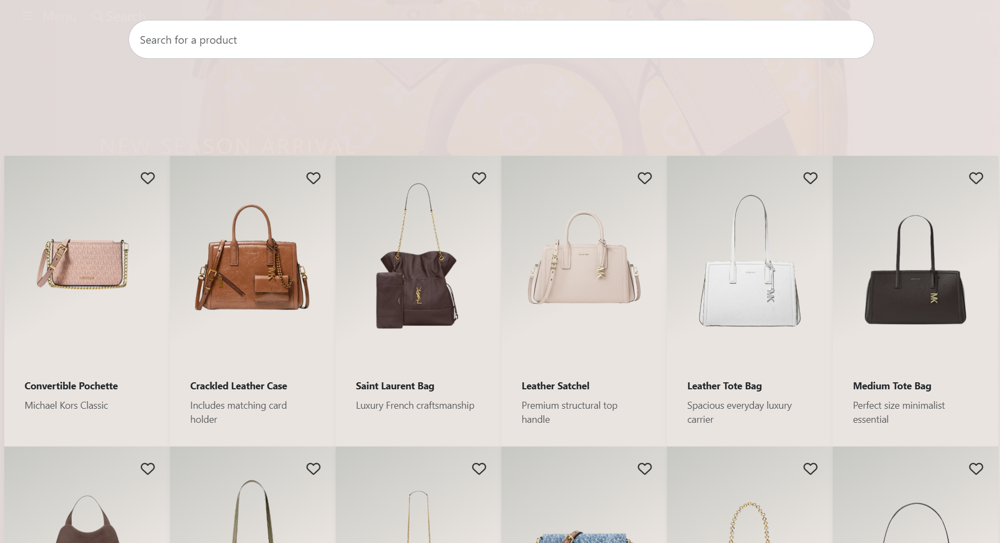 Menu
Search
Search for a product
NEW SEASON ARRIVAL
Convertible Pochette
Michael Kors Classic
Crackled Leather Case
Includes matching card
holder
Saint Laurent Bag
Luxury French craftsmanship
Leather Satchel
Premium structural top
handle
Leather Tote Bag
Spacious everyday luxury
carrier
Medium Tote Bag
Perfect size minimalist
essential